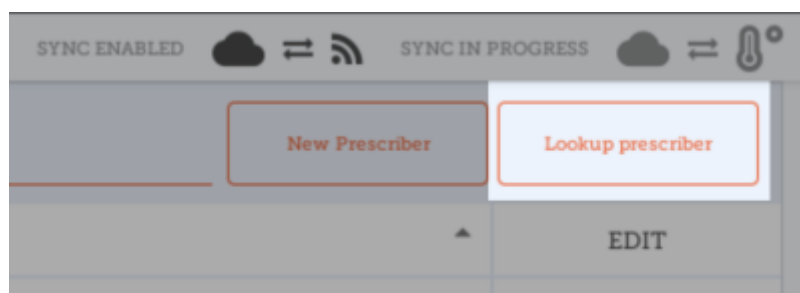 SYNC ENABLED SYNC IN PROGRESS
New Prescriber Lookup prescriber
EDIT